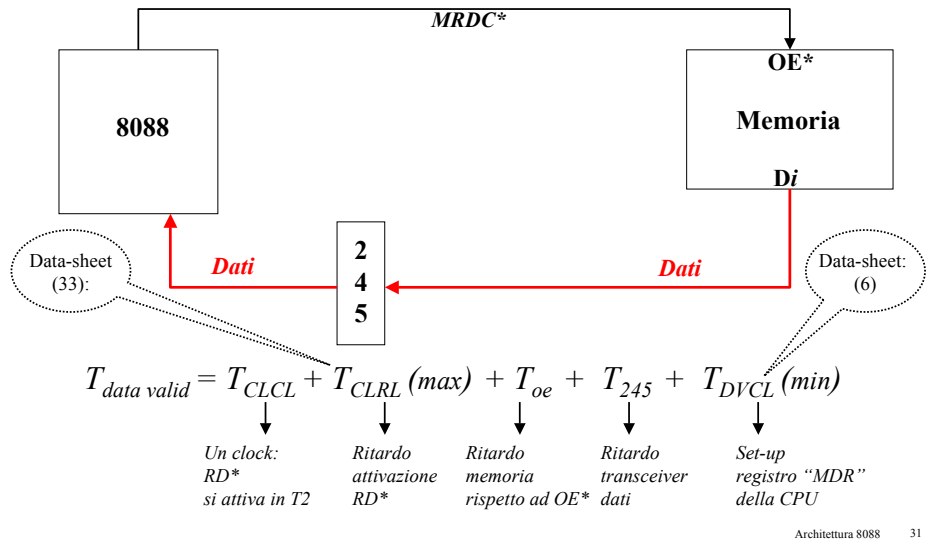 MRDC*
8088
OE*
Memoria
Di
2
4
5
Dati
Dati
Data-sheet
(33):
Data-sheet:
(6)
T_data valid = T_CLCL + T_CLRL (max) + T_oe + T_245 + T_DVCL (min)
Un clock:
RD*
si attiva in T2
Ritardo
attivazione
RD*
Ritardo
memoria
rispetto ad OE*
Ritardo
transceiver
dati
Set-up
registro “MDR”
della CPU
Architettura 8088 31